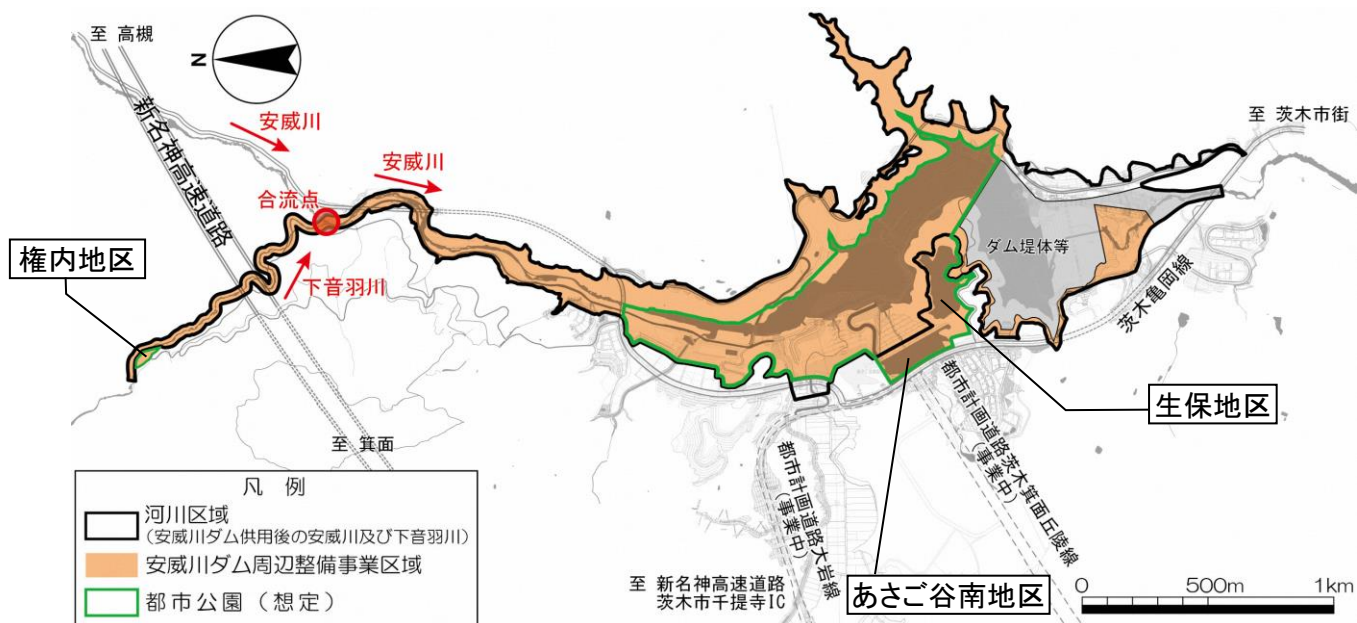 至 高槻
N
新名神高速道路
安威川
安威川
合流点
至 茨木市街
権内地区
下音羽川
ダム堤体等
茨木亀岡線
生保地区
至 箕面
都市計画道路大岩線
(事業中)
都市計画道路茨木箕面丘陵線
(事業中)
あさご谷南地区
至 新名神高速道路
茨木市千提寺IC
凡 例
河川区域
(安威川ダム供用後の安威川及び下音羽川)
安威川ダム周辺整備事業区域
都市公園(想定)
0 500m 1km